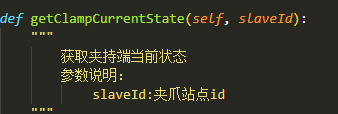 def getClampCurrentState(self, slaveId):
"""
获取夹持端当前状态
参数说明:
slaveId:夹爪站点id
"""